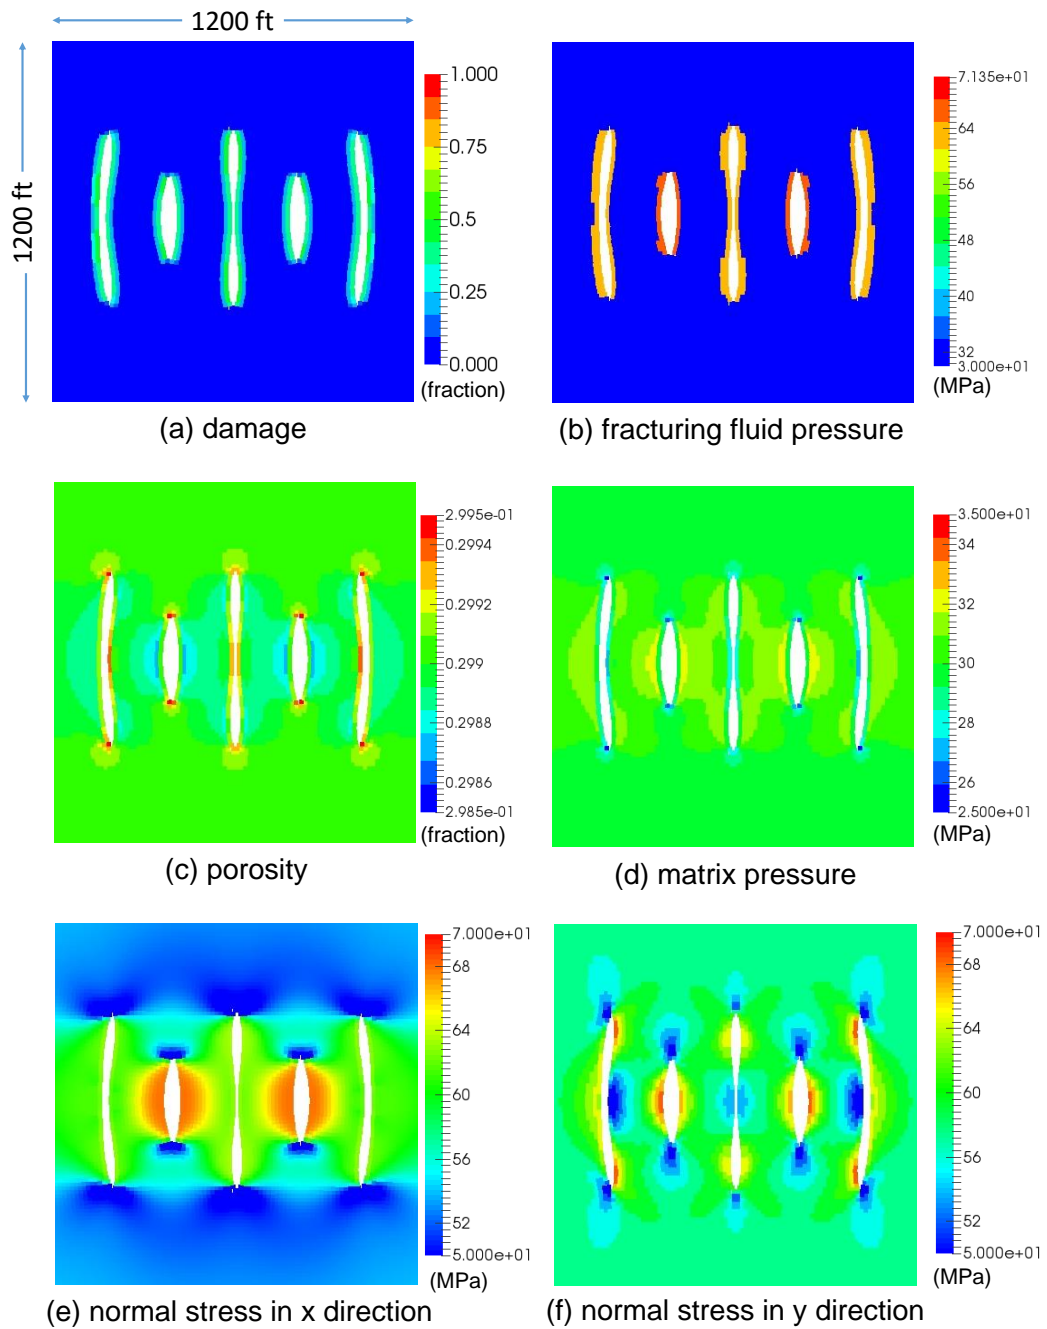 1200 ft
1200 ft
1.000
0.75
0.5
0.25
0.000
(fraction)
7.135e+01
64
56
48
40
32
3.000e+01
(MPa)
(a) damage
(b) fracturing fluid pressure
2.995e-01
0.2994
0.2992
0.299
0.2988
0.2986
2.985e-01
(fraction)
3.500e+01
34
32
30
28
26
2.500e+01
(MPa)
(c) porosity
(d) matrix pressure
7.000e+01
68
64
60
56
52
5.000e+01
(MPa)
7.000e+01
68
64
60
56
52
5.000e+01
(MPa)
(e) normal stress in x direction
(f) normal stress in y direction